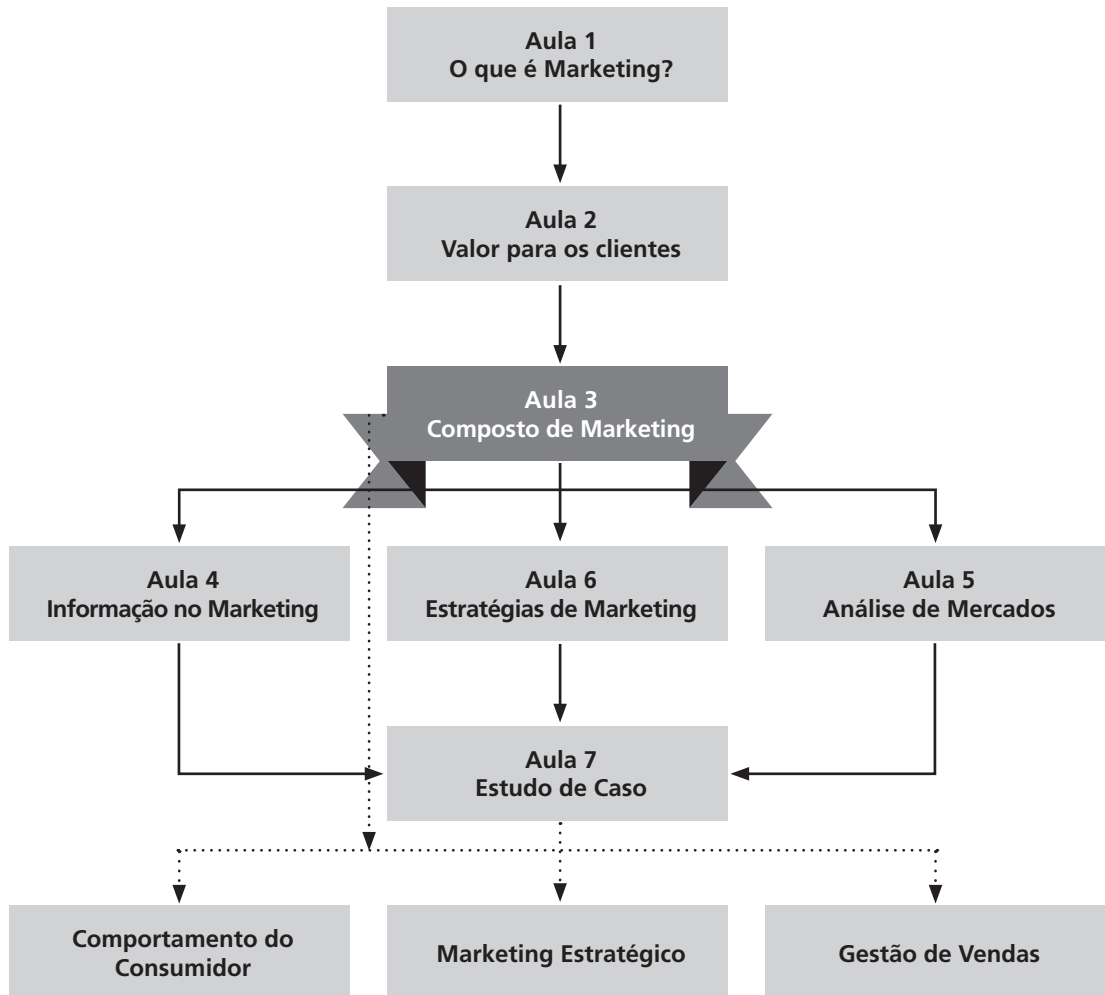 Aula 1
O que é Marketing?
Aula 2
Valor para os clientes
Aula 3
Composto de Marketing
Aula 4
Informação no Marketing
Aula 6
Estratégias de Marketing
Aula 5
Análise de Mercados
Aula 7
Estudo de Caso
Comportamento do
Consumidor
Marketing Estratégico
Gestão de Vendas